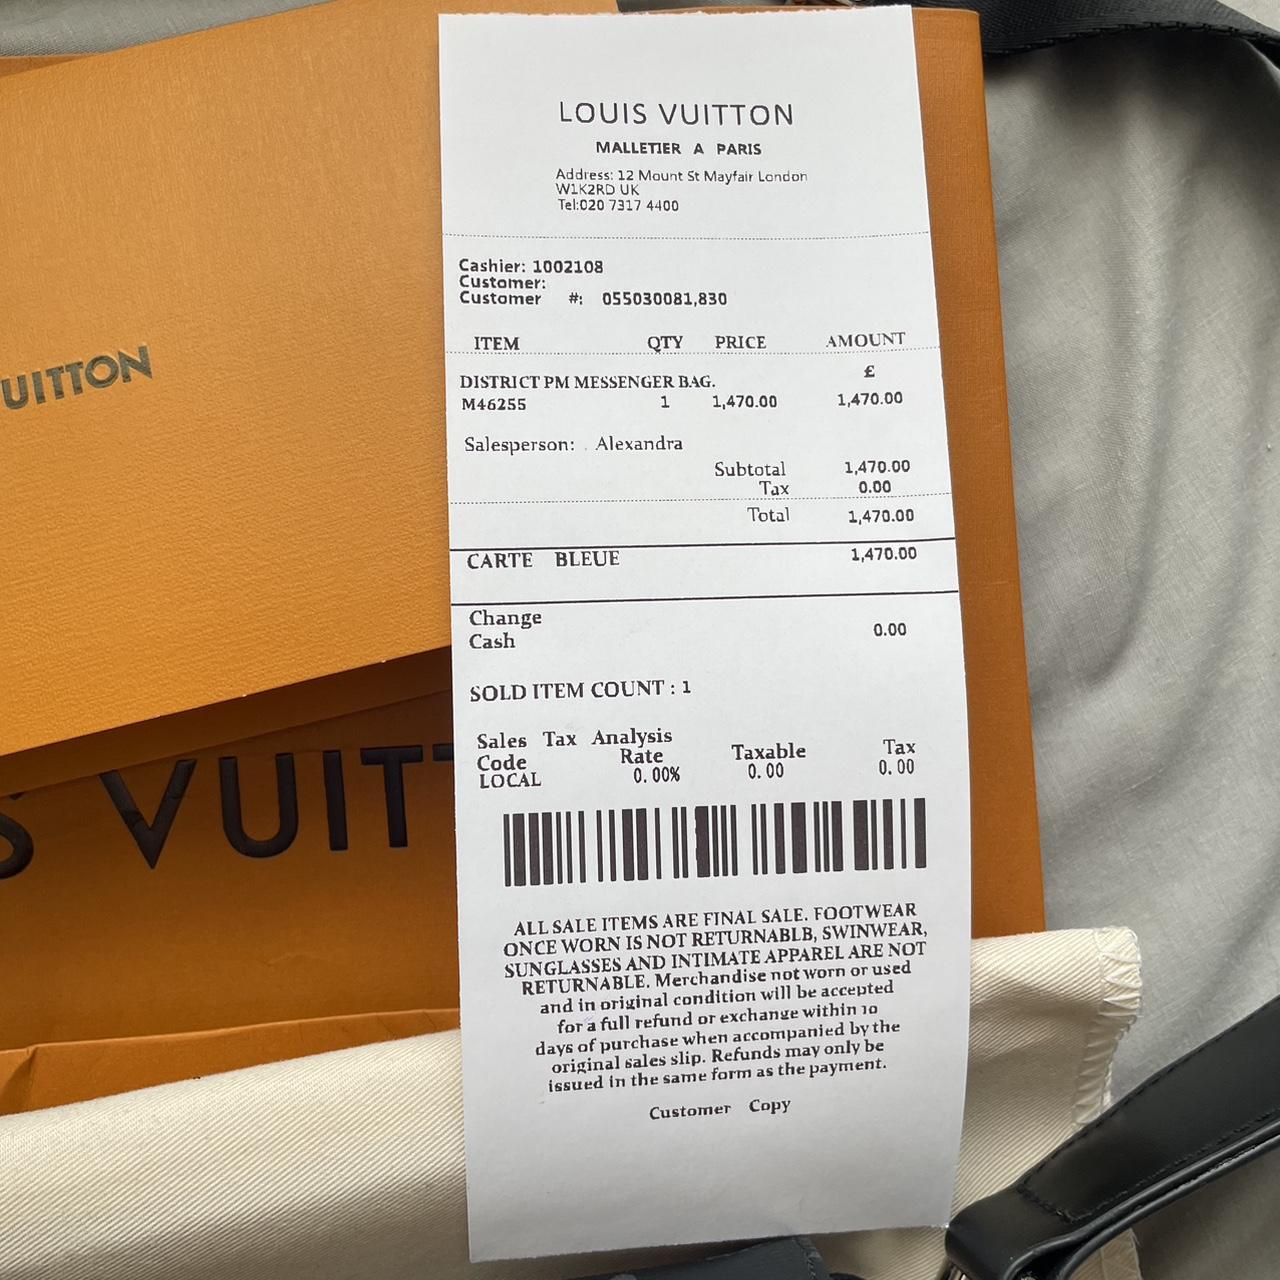 LOUIS VUITTON
MALLETIER A PARIS
Address: 12 Mount St Mayfair London
W1K2RD UK
Tel:020 7317 4400
Cashier: 1002108
Customer:
Customer #: 055030081,830
ITEM QTY PRICE AMOUNT
£
DISTRICT PM MESSENGER BAG.
M46255 1 1,470.00 1,470.00
Salesperson: . Alexandra
Subtotal 1,470.00
Tax 0.00
Total 1,470.00
CARTE BLEUE 1,470.00
Change
Cash 0.00
SOLD ITEM COUNT : 1
Sales Tax Analysis
Code Rate Taxable Tax
LOCAL 0.00% 0.00 0.00
ALL SALE ITEMS ARE FINAL SALE. FOOTWEAR
ONCE WORN IS NOT RETURNABLB, SWINWEAR,
SUNGLASSES AND INTIMATE APPAREL ARE NOT
RETURNABLE. Merchandise not worn or used
and in original condition will be accepted
for a full refund or exchange within 10
days of purchase when accompanied by the
original sales slip. Refunds may only be
issued in the same form as the payment.
Customer Copy
UITTON
S VUIT